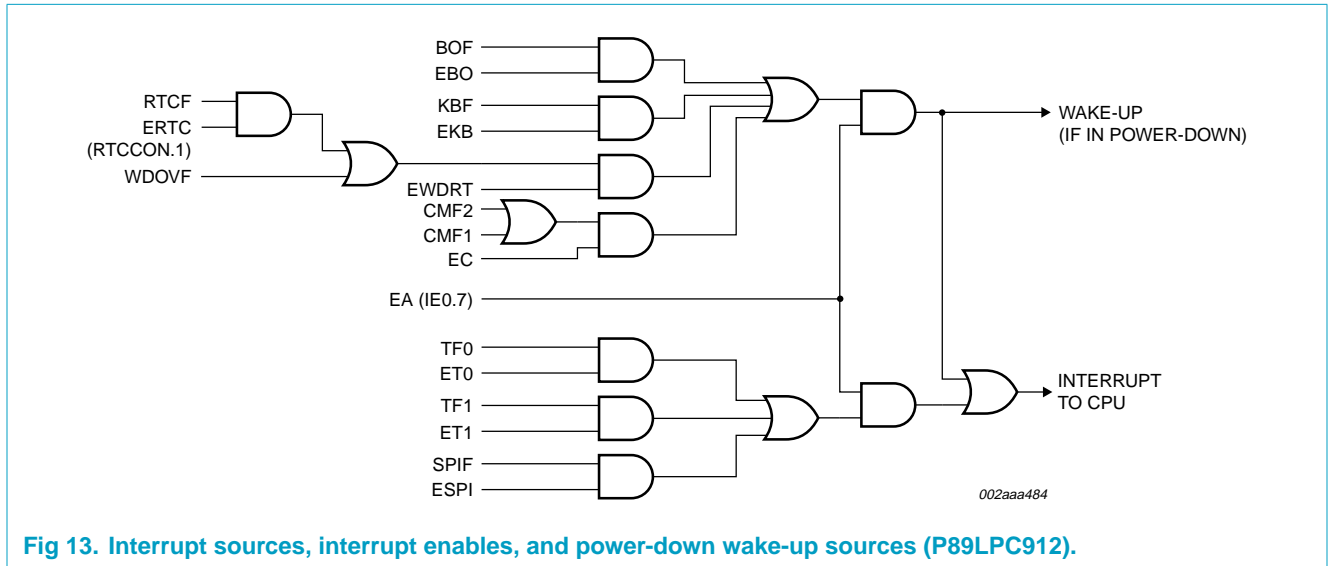 BOF
EBO
RTCF
ERTC
(RTCCON.1)
WDOVF
KBF
EKB
EWDRT
CMF2
CMF1
EC
EA (IE0.7)
WAKE-UP
(IF IN POWER-DOWN)
TF0
ET0
TF1
ET1
SPIF
ESPI
INTERRUPT
TO CPU
002aaa484
Fig 13. Interrupt sources, interrupt enables, and power-down wake-up sources (P89LPC912).